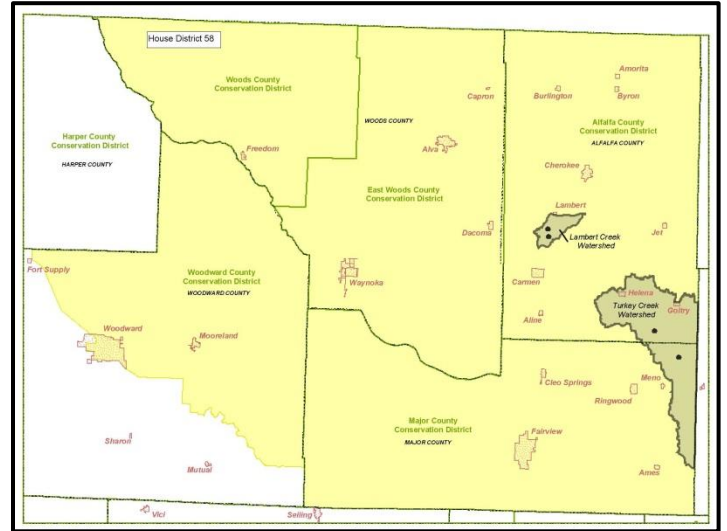 House District 58
Woods County
Conservation District
Amorita
Capron
Burlington
Byron
WOODS COUNTY
Alfalfa County
Conservation District
ALFALFA COUNTY
Harper County
Conservation District
HARPER COUNTY
Freedom
Alva
Cherokee
East Woods County
Conservation District
Lambert
Dacoma
Lambert Creek
Watershed
Jet
Fort Supply
Woodward County
Conservation District
WOODWARD COUNTY
Waynoka
Carmen
Helena
Goltry
Turkey Creek
Watershed
Aline
Woodward
Mooreland
Cleo Springs
Meno
Ringwood
Major County
Conservation District
MAJOR COUNTY
Fairview
Sharon
Mutual
Ames
Vici
Seiling